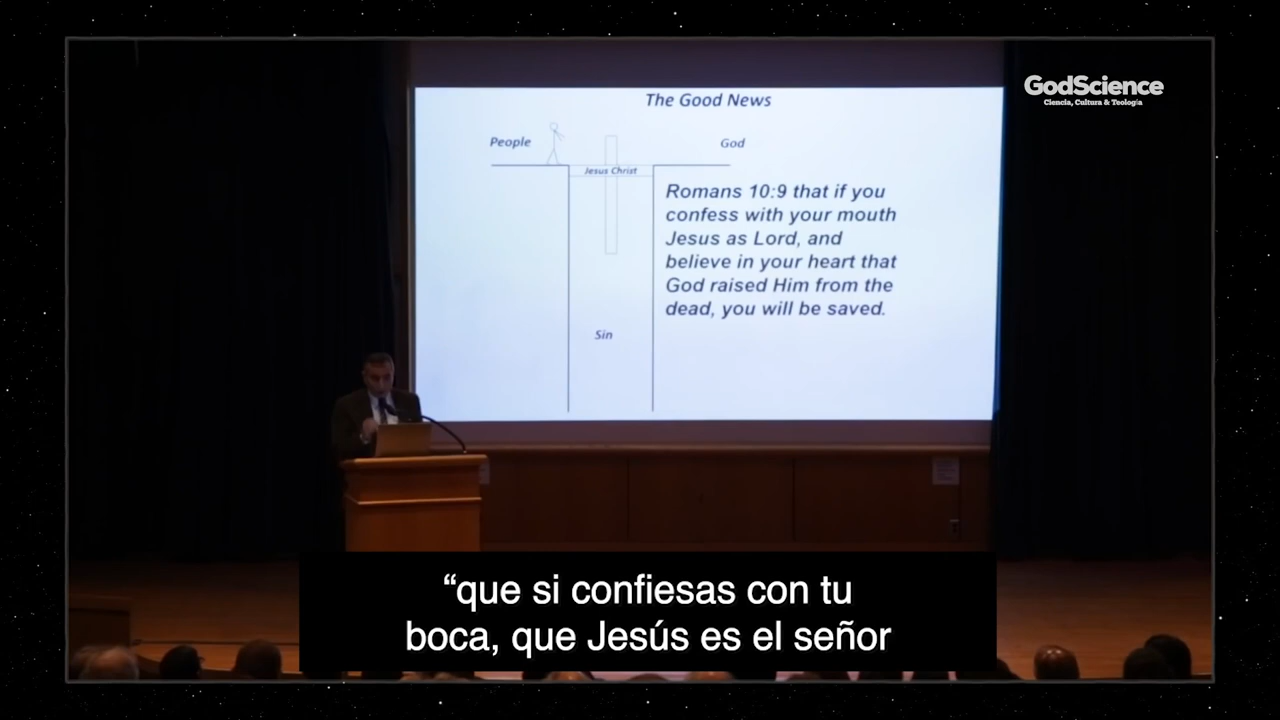 GodScience
Ciencia, Cultura & Teología
The Good News
People
God
Jesus Christ
Romans 10:9 that if you
confess with your mouth
Jesus as Lord, and
believe in your heart that
God raised Him from the
dead, you will be saved.
Sin
“que si confiesas con tu
boca, que Jesús es el señor